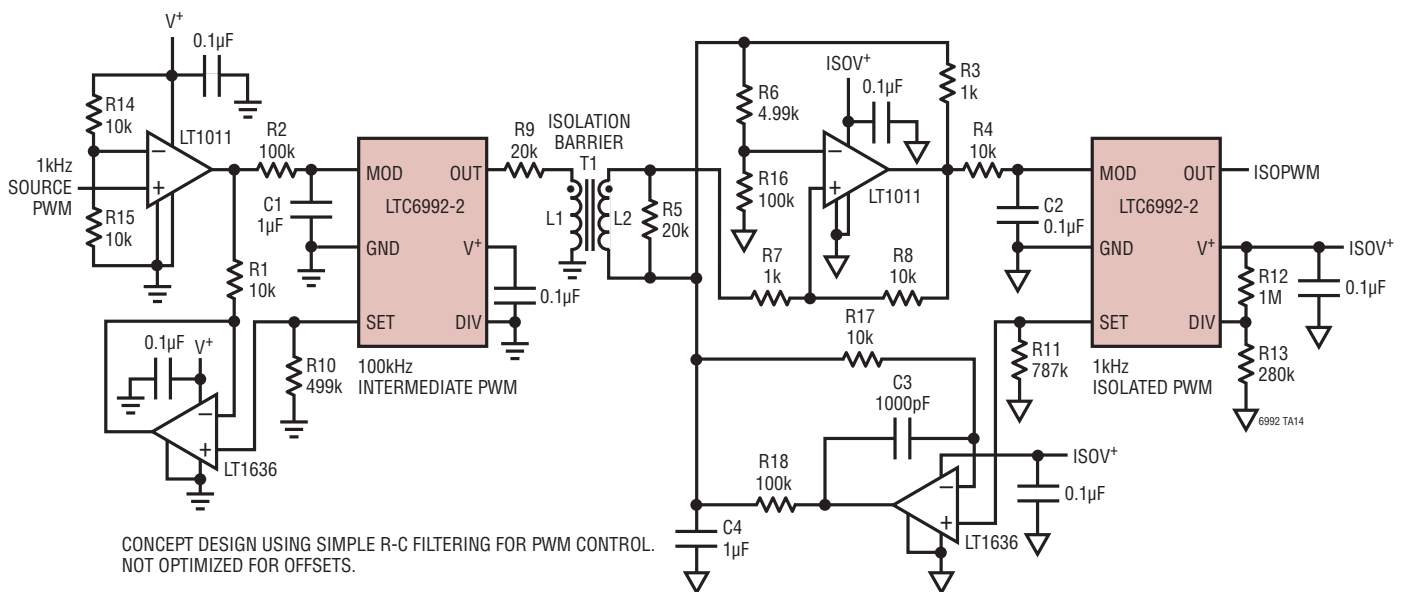 V+
0.1µF
R14
10k
LT1011
1kHz
SOURCE
PWM
R15
10k
R2
100k
C1
1µF
R1
10k
MOD
OUT
LTC6992-2
GND
V+
SET
DIV
0.1µF
100kHz
INTERMEDIATE PWM
R10
499k
0.1µF
V+
LT1636
R9
20k
ISOLATION
BARRIER
T1
L1
L2
R5
20k
R6
4.99k
R16
100k
ISOV+
0.1µF
LT1011
R3
1k
R7
1k
R8
10k
R4
10k
C2
0.1µF
R17
10k
C3
1000pF
R18
100k
C4
1µF
LT1636
ISOV+
0.1µF
R11
787k
MOD
OUT
LTC6992-2
GND
V+
SET
DIV
1kHz
ISOLATED PWM
ISOPWM
ISOV+
R12
1M
0.1µF
R13
280k
6992 TA14
CONCEPT DESIGN USING SIMPLE R-C FILTERING FOR PWM CONTROL.
NOT OPTIMIZED FOR OFFSETS.